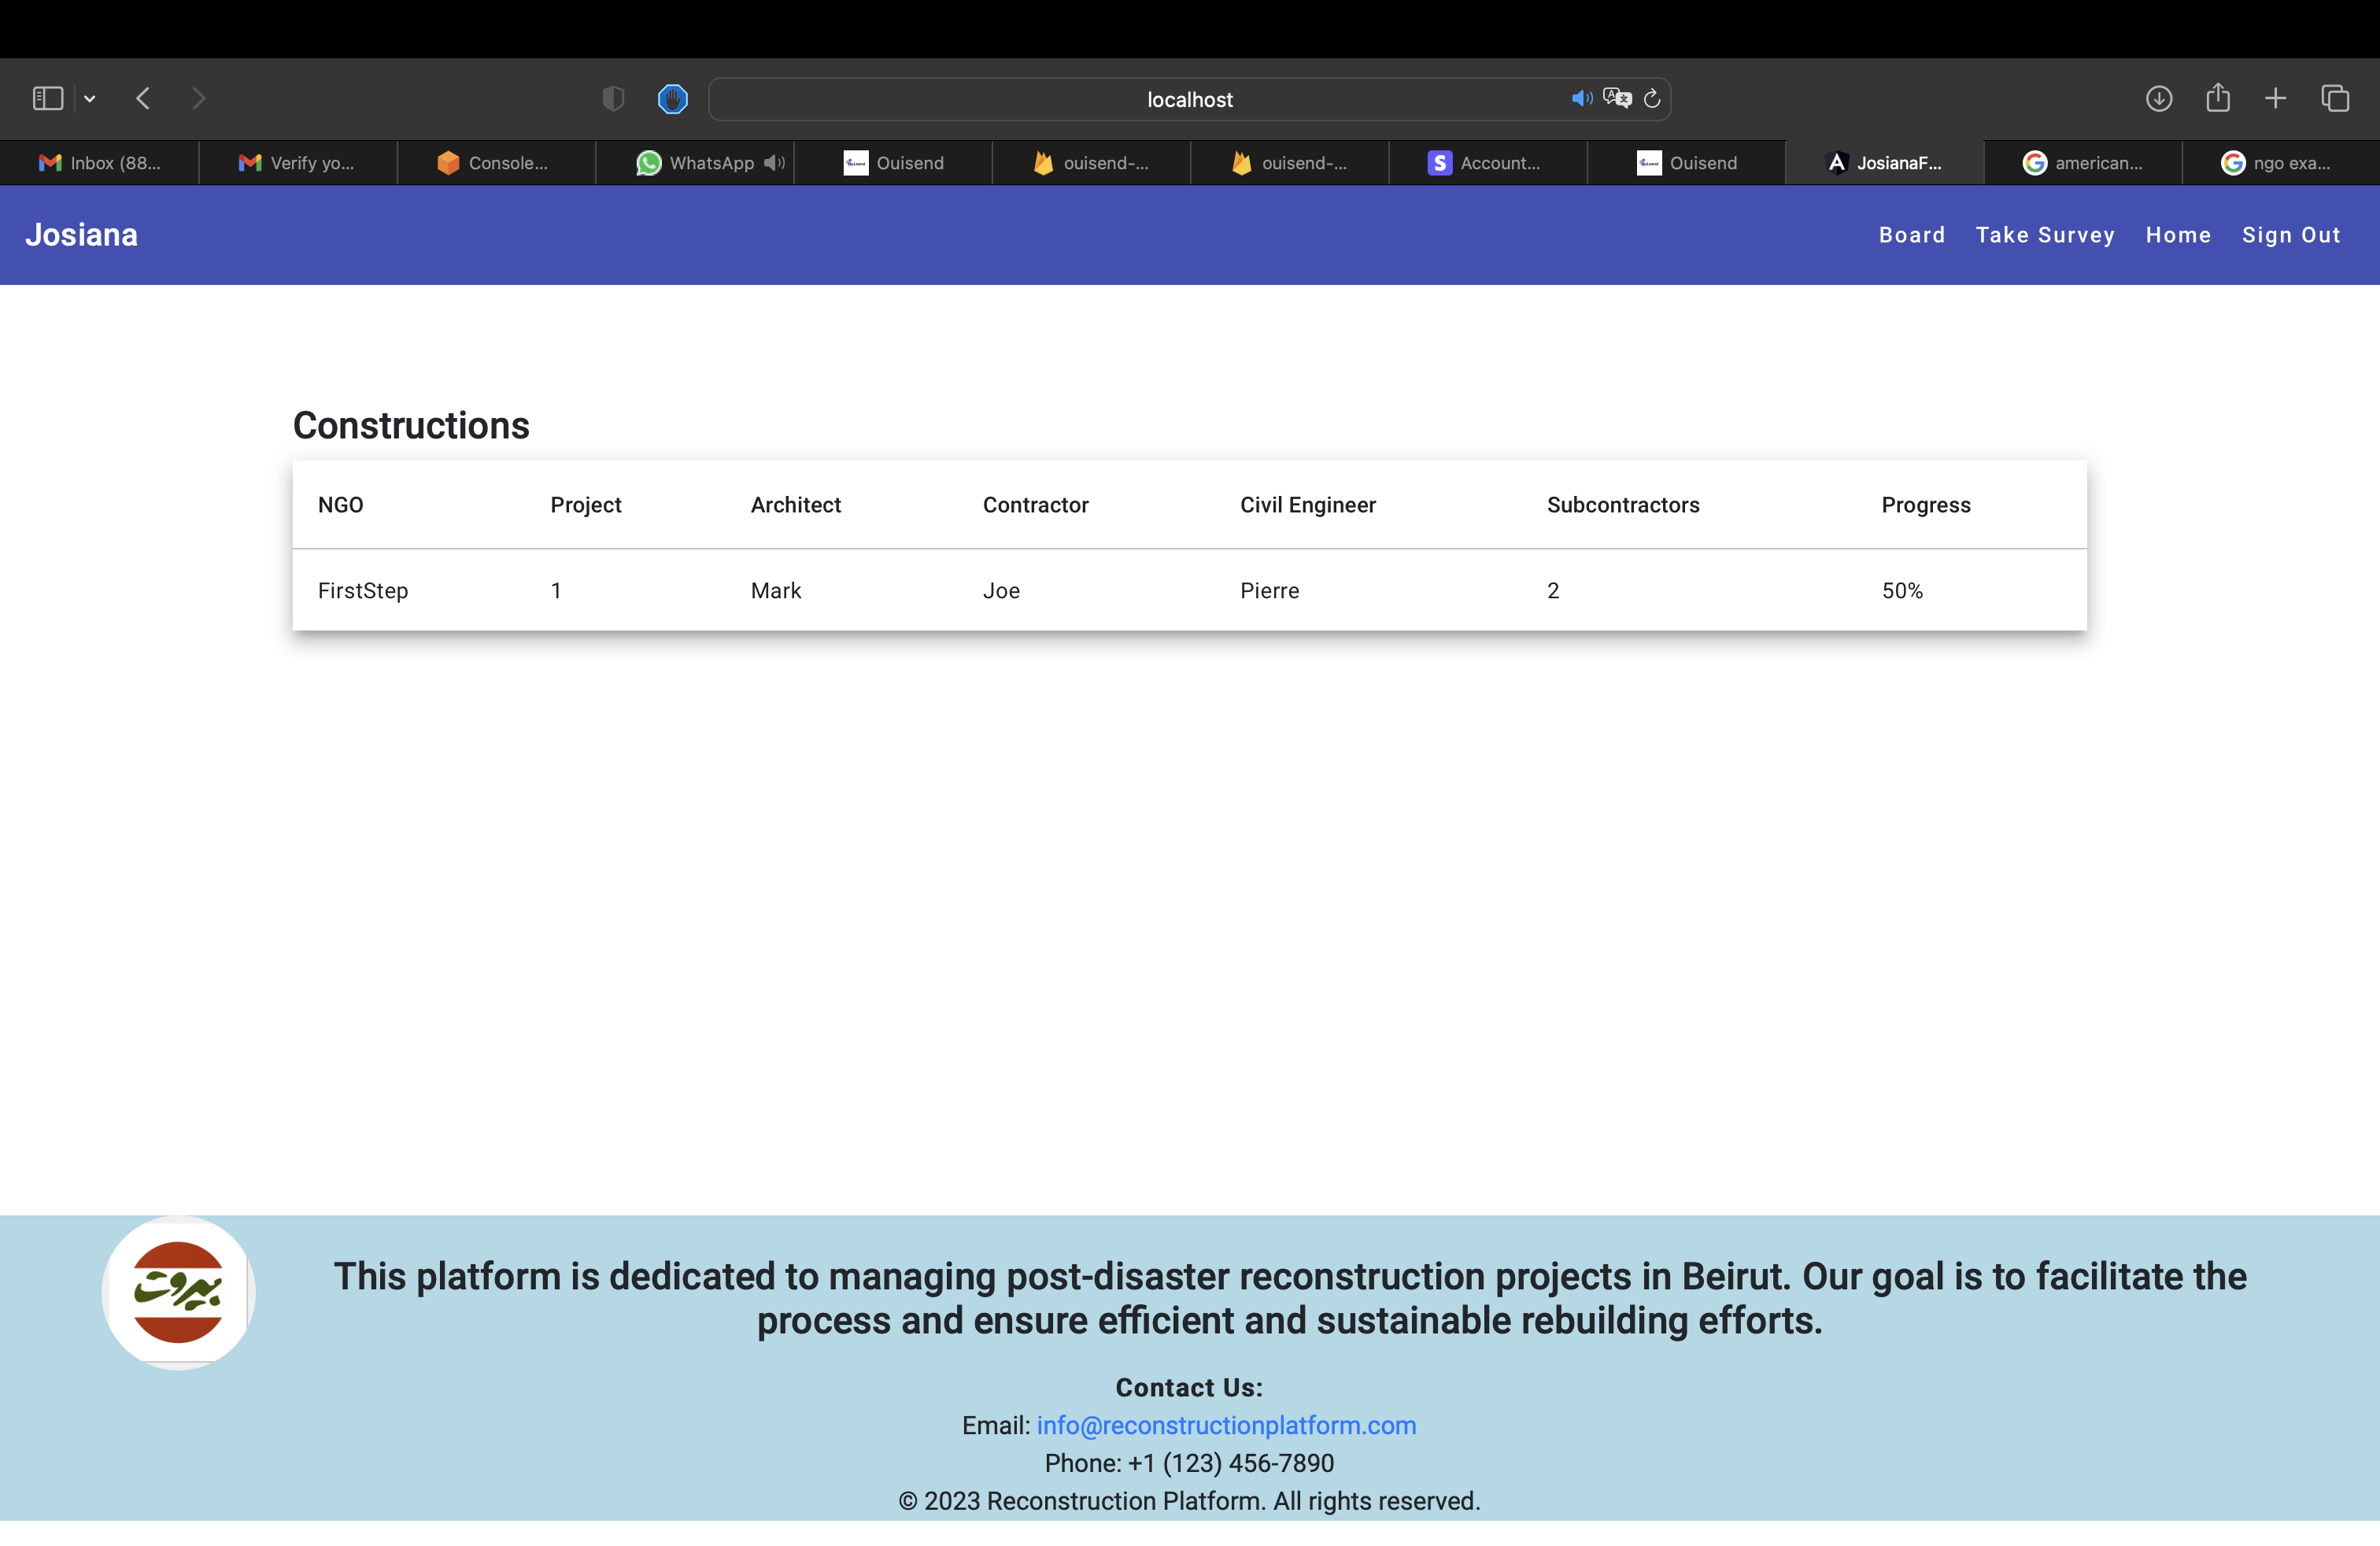 localhost
Inbox (88... Verify yo... Console... WhatsApp Ouisend ouisend-... ouisend-... S Account... Ouisend JosianaF... american... ngo exa...
Josiana Board Take Survey Home Sign Out
Constructions
NGO Project Architect Contractor Civil Engineer Subcontractors Progress
FirstStep 1 Mark Joe Pierre 2 50%
بيروت
This platform is dedicated to managing post-disaster reconstruction projects in Beirut. Our goal is to facilitate the
process and ensure efficient and sustainable rebuilding efforts.
Contact Us:
Email: info@reconstructionplatform.com
Phone: +1 (123) 456-7890
© 2023 Reconstruction Platform. All rights reserved.